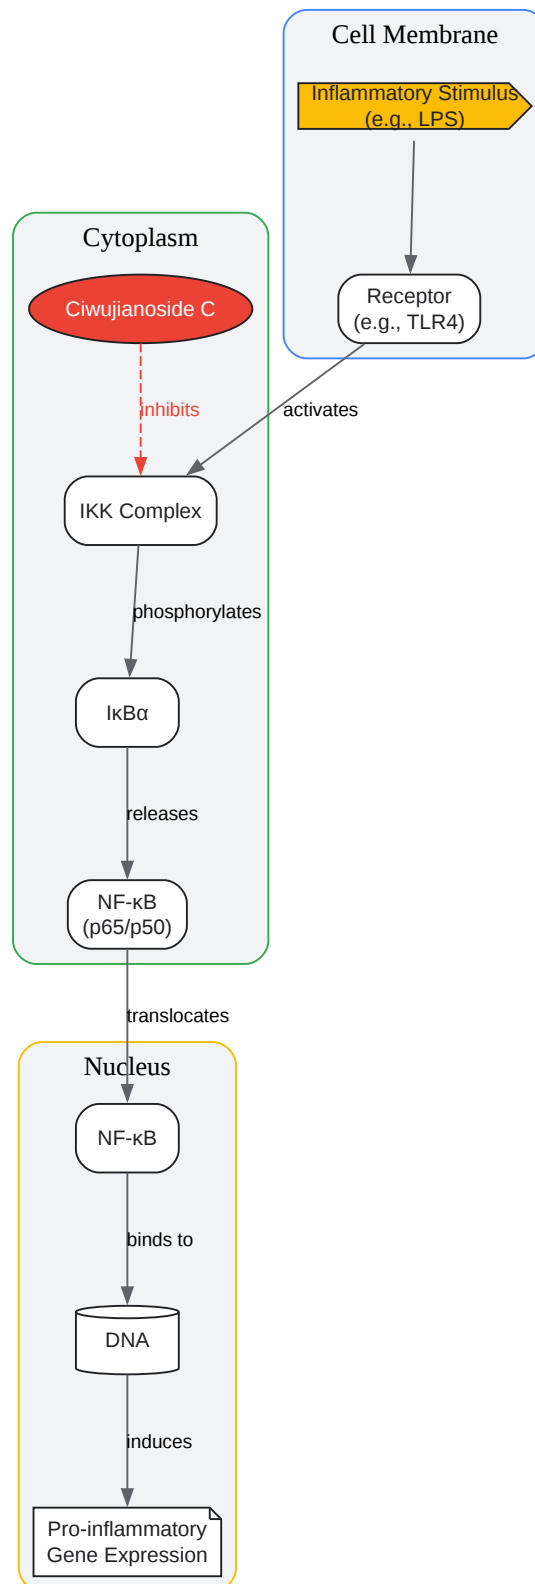 Cell Membrane
Inflammatory Stimulus
(e.g., LPS)
Receptor
(e.g., TLR4)
Cytoplasm
Ciwujianoside C
inhibits
activates
IKK Complex
phosphorylates
IκBα
releases
NF-κB
(p65/p50)
translocates
Nucleus
NF-κB
binds to
DNA
induces
Pro-inflammatory
Gene Expression